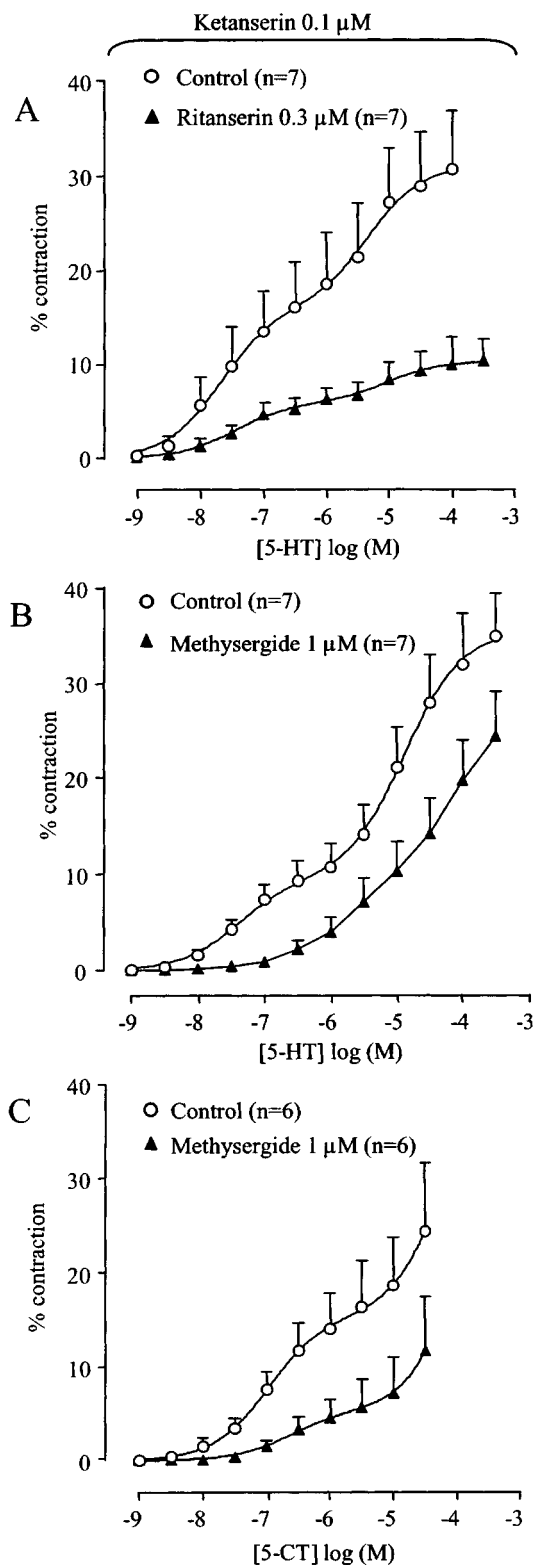 Ketanserin 0.1 µM
A
○ Control (n=7)
▲ Ritanserin 0.3 µM (n=7)
% contraction
40
30
20
10
0
-9 -8 -7 -6 -5 -4 -3
[5-HT] log (M)
B
○ Control (n=7)
▲ Methysergide 1 µM (n=7)
% contraction
40
30
20
10
0
-9 -8 -7 -6 -5 -4 -3
[5-HT] log (M)
C
○ Control (n=6)
▲ Methysergide 1 µM (n=6)
% contraction
40
30
20
10
0
-9 -8 -7 -6 -5 -4 -3
[5-CT] log (M)